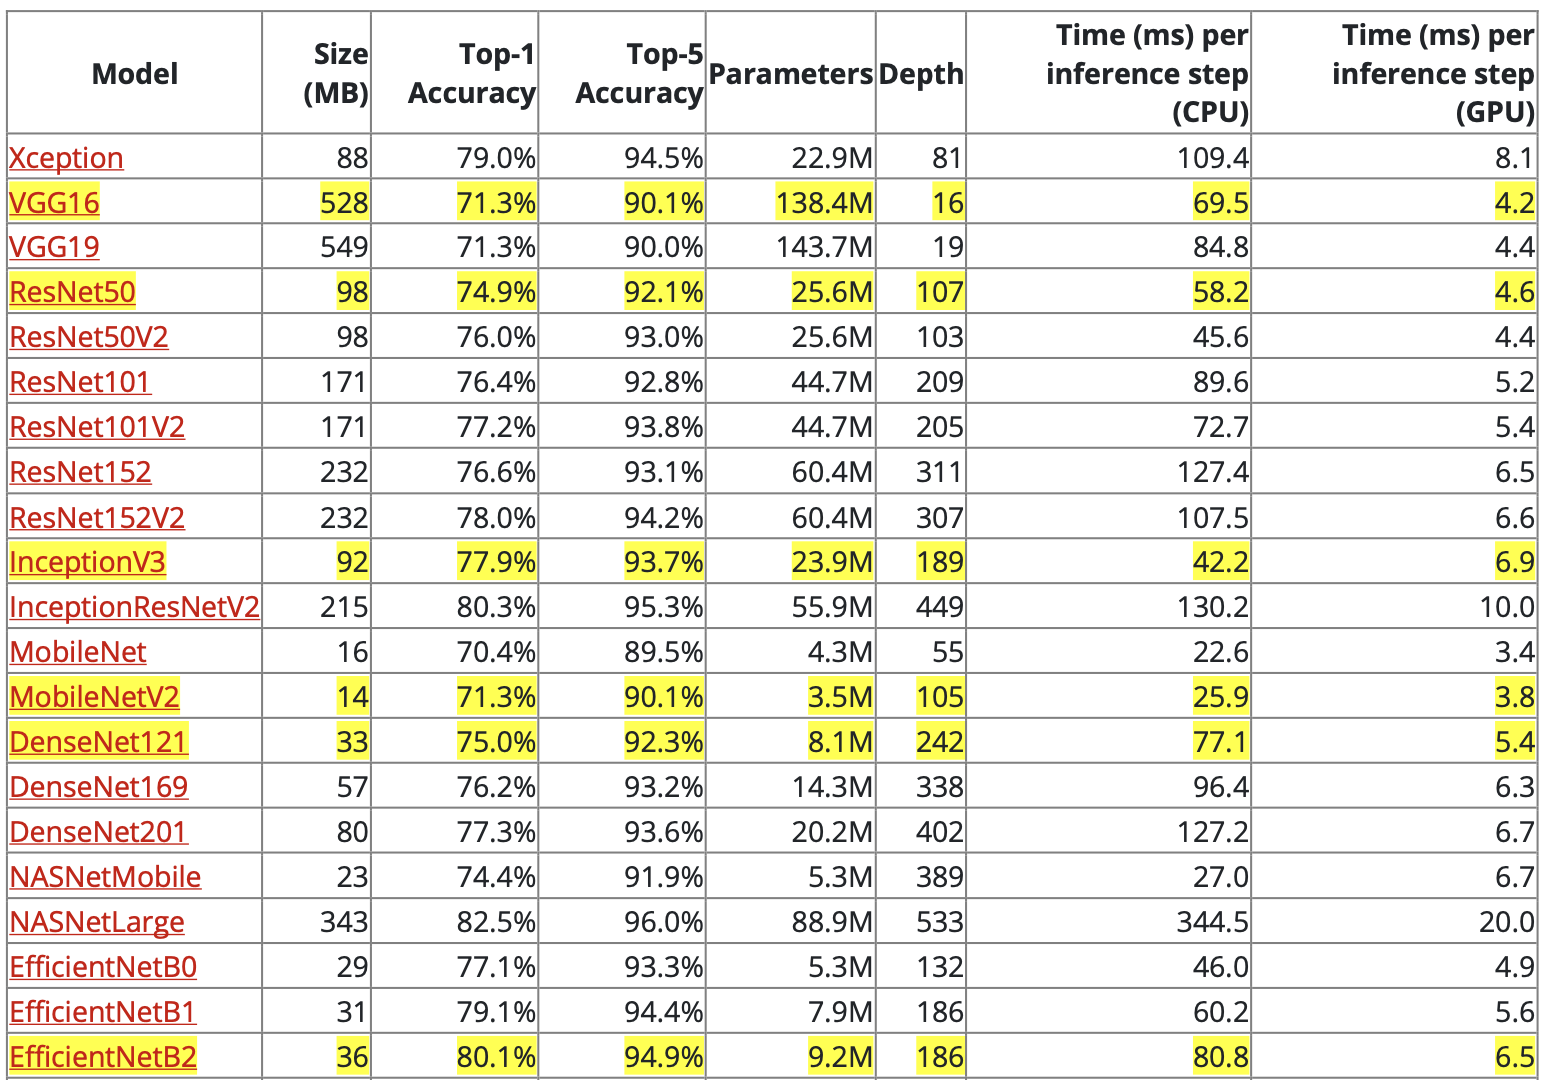 Model Size (MB) Top-1 Accuracy Top-5 Accuracy Parameters Depth Time (ms) per inference step (CPU) Time (ms) per inference step (GPU)
Xception 88 79.0% 94.5% 22.9M 81 109.4 8.1
VGG16 528 71.3% 90.1% 138.4M 16 69.5 4.2
VGG19 549 71.3% 90.0% 143.7M 19 84.8 4.4
ResNet50 98 74.9% 92.1% 25.6M 107 58.2 4.6
ResNet50V2 98 76.0% 93.0% 25.6M 103 45.6 4.4
ResNet101 171 76.4% 92.8% 44.7M 209 89.6 5.2
ResNet101V2 171 77.2% 93.8% 44.7M 205 72.7 5.4
ResNet152 232 76.6% 93.1% 60.4M 311 127.4 6.5
ResNet152V2 232 78.0% 94.2% 60.4M 307 107.5 6.6
InceptionV3 92 77.9% 93.7% 23.9M 189 42.2 6.9
InceptionResNetV2 215 80.3% 95.3% 55.9M 449 130.2 10.0
MobileNet 16 70.4% 89.5% 4.3M 55 22.6 3.4
MobileNetV2 14 71.3% 90.1% 3.5M 105 25.9 3.8
DenseNet121 33 75.0% 92.3% 8.1M 242 77.1 5.4
DenseNet169 57 76.2% 93.2% 14.3M 338 96.4 6.3
DenseNet201 80 77.3% 93.6% 20.2M 402 127.2 6.7
NASNetMobile 23 74.4% 91.9% 5.3M 389 27.0 6.7
NASNetLarge 343 82.5% 96.0% 88.9M 533 344.5 20.0
EfficientNetB0 29 77.1% 93.3% 5.3M 132 46.0 4.9
EfficientNetB1 31 79.1% 94.4% 7.9M 186 60.2 5.6
EfficientNetB2 36 80.1% 94.9% 9.2M 186 80.8 6.5